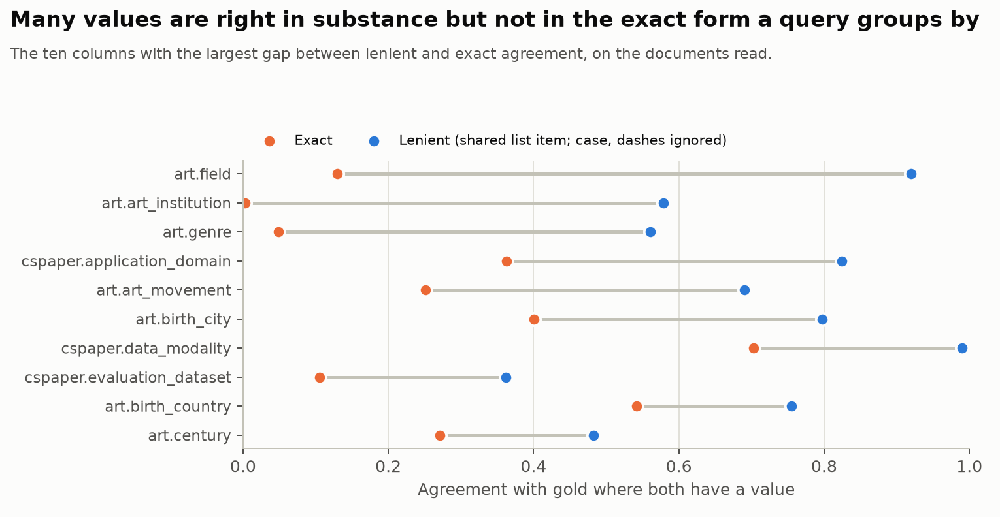 Many values are right in substance but not in the exact form a query groups by
The ten columns with the largest gap between lenient and exact agreement, on the documents read.
Exact
Lenient (shared list item; case, dashes ignored)
art.field
art.art_institution
art.genre
cspaper.application_domain
art.art_movement
art.birth_city
cspaper.data_modality
cspaper.evaluation_dataset
art.birth_country
art.century
0.0 0.2 0.4 0.6 0.8 1.0
Agreement with gold where both have a value